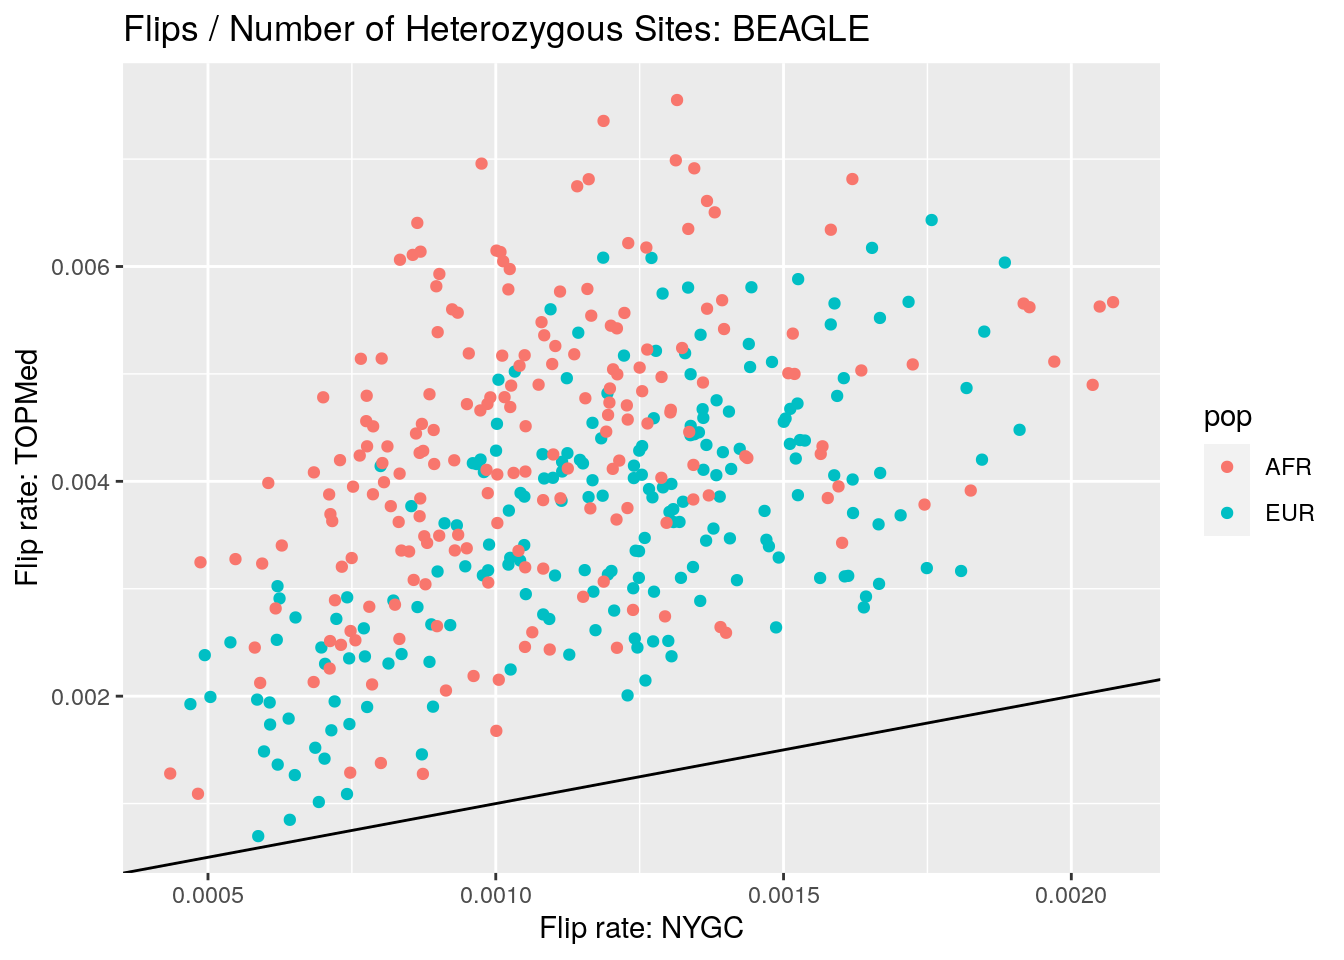 Flips / Number of Heterozygous Sites: BEAGLE
0.006
0.004
0.002
Flip rate: TOPMed
0.0005
0.0010
0.0015
0.0020
Flip rate: NYGC
pop
AFR
EUR